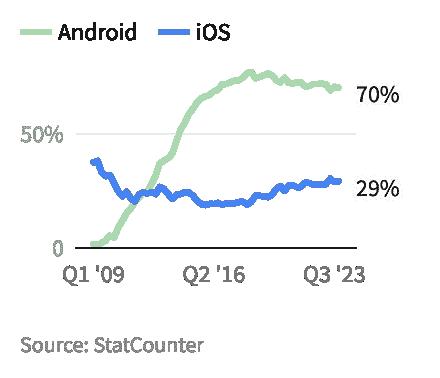 Android iOS
70%
50%
29%
0
Q1 '09 Q2 '16 Q3 '23
Source: StatCounter